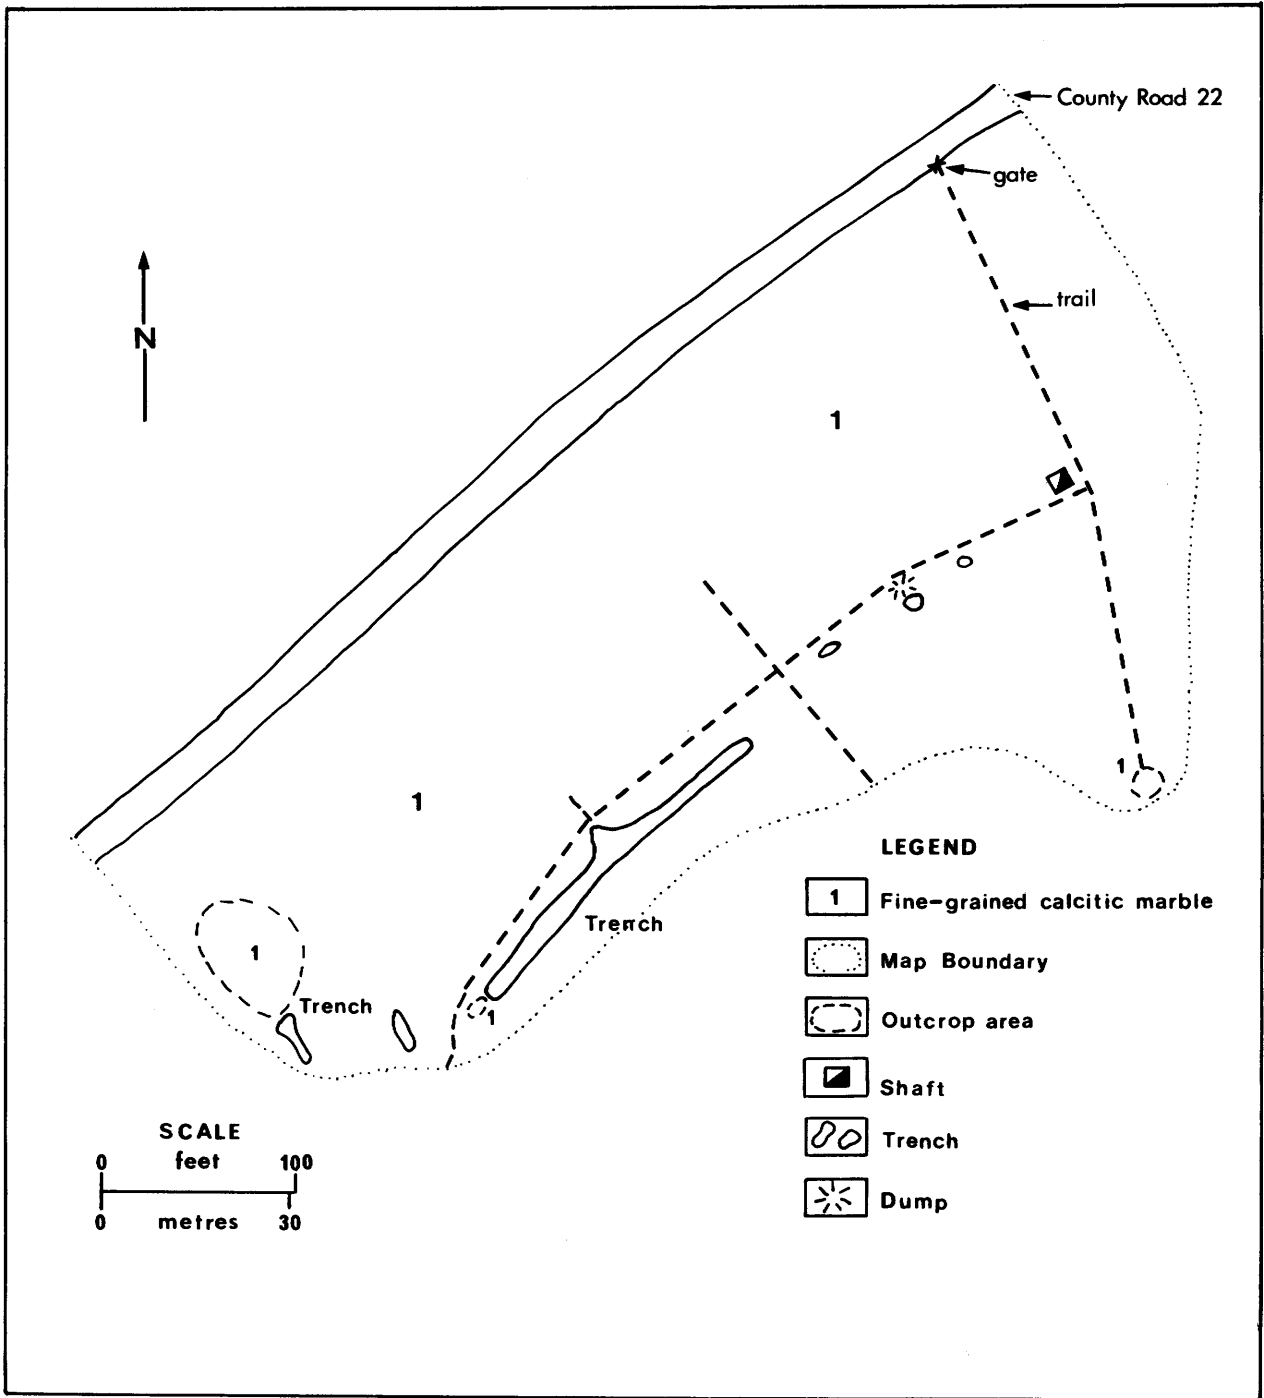 County Road 22
gate
N
trail
1
1
1
LEGEND
1 Fine-grained calcitic marble
Trench
1
Map Boundary
Trench
1
Outcrop area
Shaft
SCALE
feet
0 100
Trench
0 metres 30
Dump